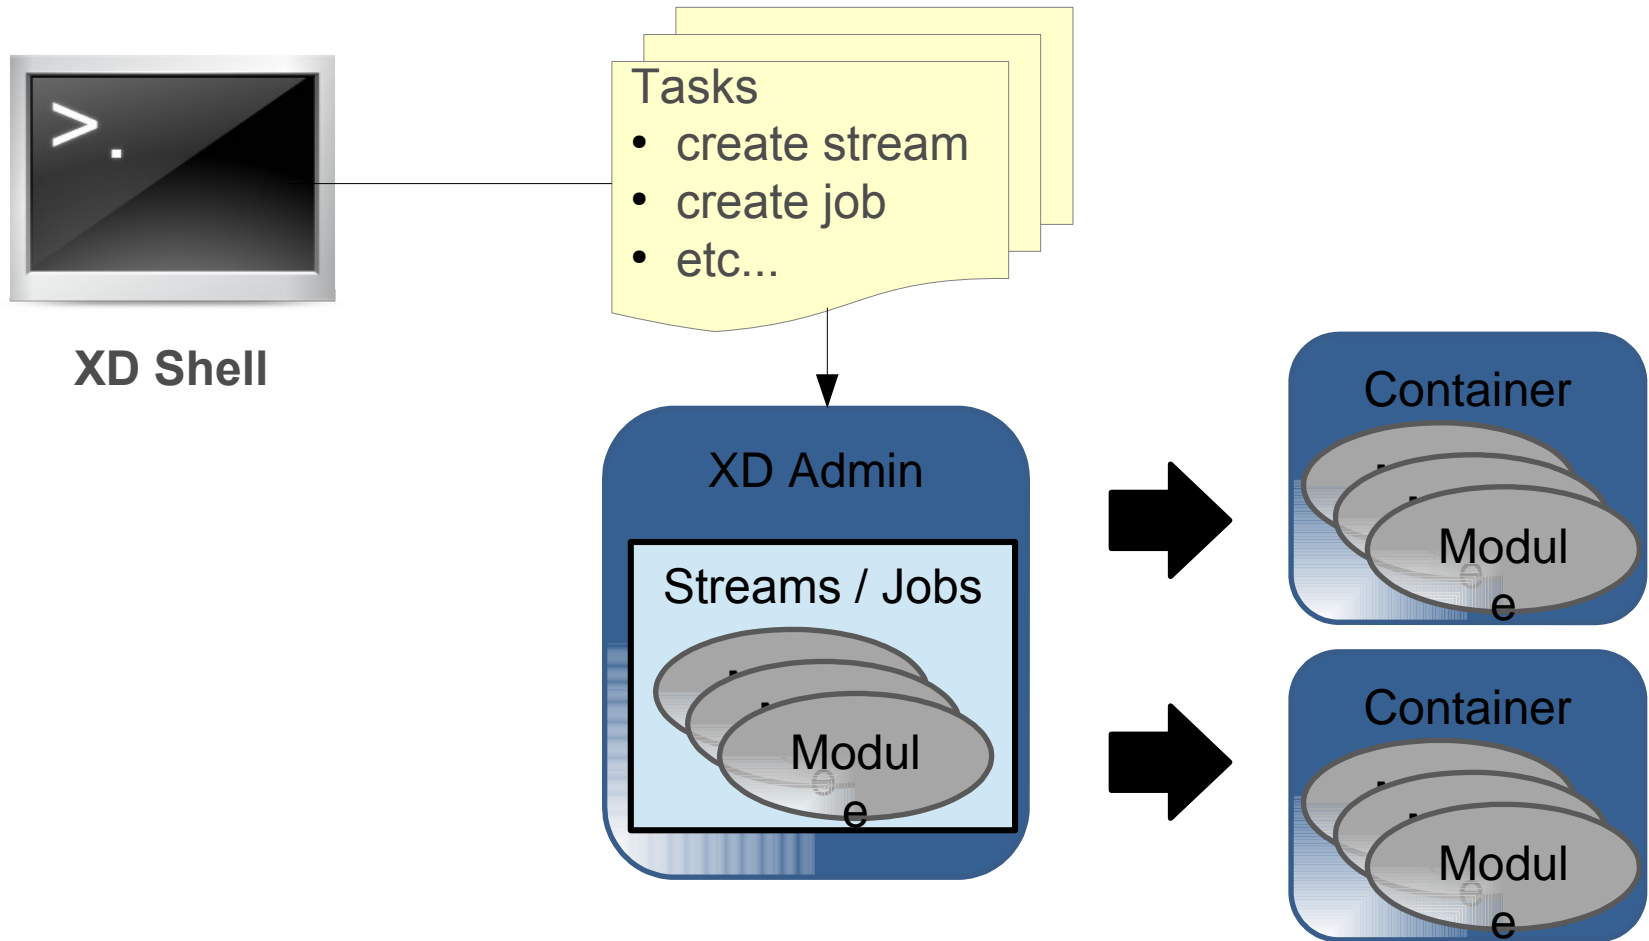 >.
Tasks
• create stream
• create job
• etc...
XD Shell
XD Admin
Streams / Jobs
Modul
e
Container
Modul
e
Container
Modul
e